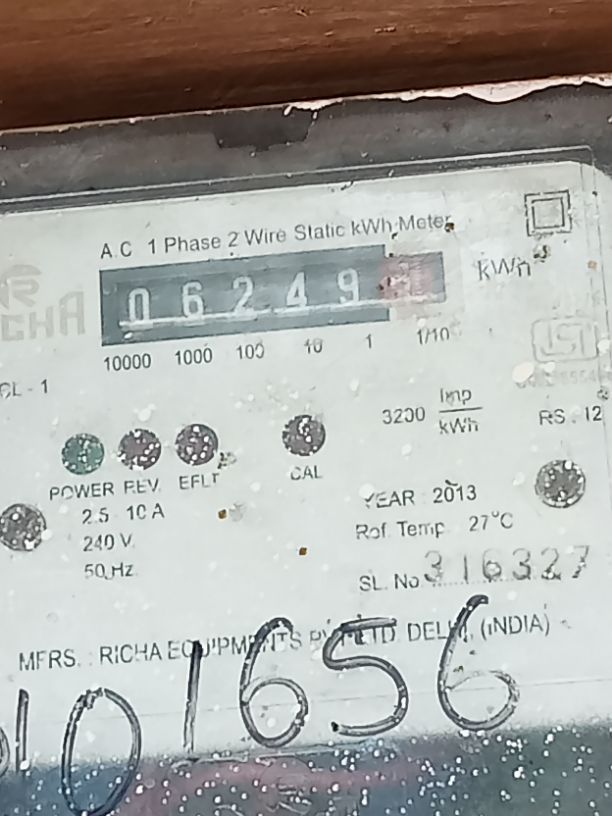 A.C 1 Phase 2 Wire Static kWh Meter
06249
kWh
10000 1000 100 10 1 1/10
CL - 1
3200 Imp/kWh
RS. 12
POWER REV. EFLT CAL
2.5 - 10 A
YEAR : 2013
240 V.
Ref. Temp. 27°C
50 Hz.
SL. No 316327
MFRS. : RICHA EQUIPMENTS PVT. LTD. DELHI, (INDIA)
101656